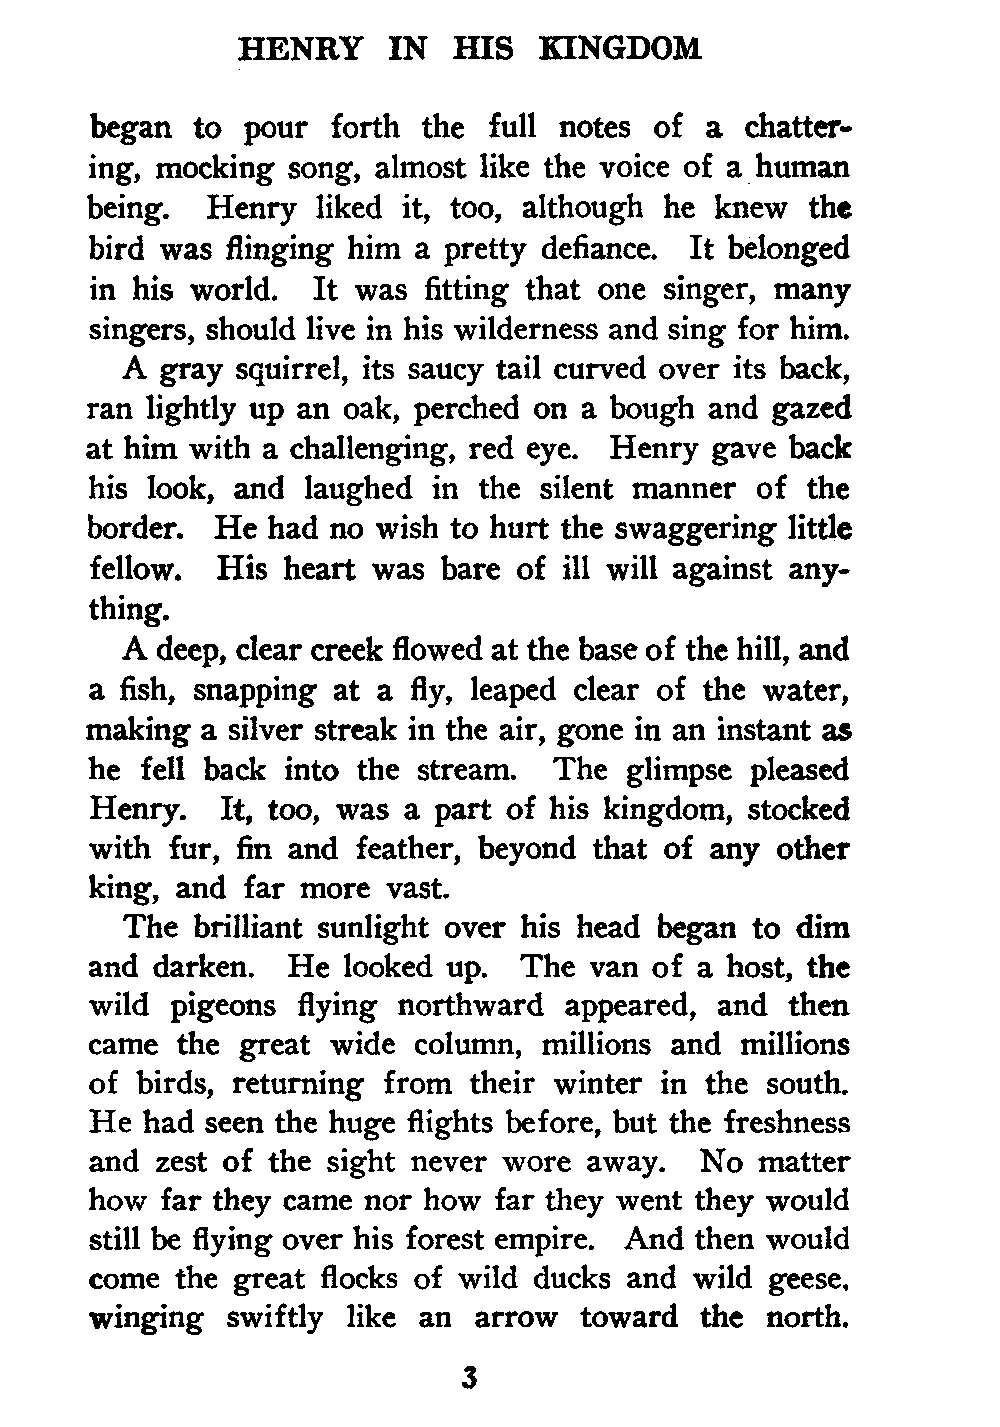 HENRY IN HIS KINGDOM
began to pour forth the full notes of a chatter-
ing, mocking song, almost like the voice of a human
being. Henry liked it, too, although he knew the
bird was flinging him a pretty defiance. It belonged
in his world. It was fitting that one singer, many
singers, should live in his wilderness and sing for him.
A gray squirrel, its saucy tail curved over its back,
ran lightly up an oak, perched on a bough and gazed
at him with a challenging, red eye. Henry gave back
his look, and laughed in the silent manner of the
border. He had no wish to hurt the swaggering little
fellow. His heart was bare of ill will against any-
thing.
A deep, clear creek flowed at the base of the hill, and
a fish, snapping at a fly, leaped clear of the water,
making a silver streak in the air, gone in an instant as
he fell back into the stream. The glimpse pleased
Henry. It, too, was a part of his kingdom, stocked
with fur, fin and feather, beyond that of any other
king, and far more vast.
The brilliant sunlight over his head began to dim
and darken. He looked up. The van of a host, the
wild pigeons flying northward appeared, and then
came the great wide column, millions and millions
of birds, returning from their winter in the south.
He had seen the huge flights before, but the freshness
and zest of the sight never wore away. No matter
how far they came nor how far they went they would
still be flying over his forest empire. And then would
come the great flocks of wild ducks and wild geese,
winging swiftly like an arrow toward the north.
3